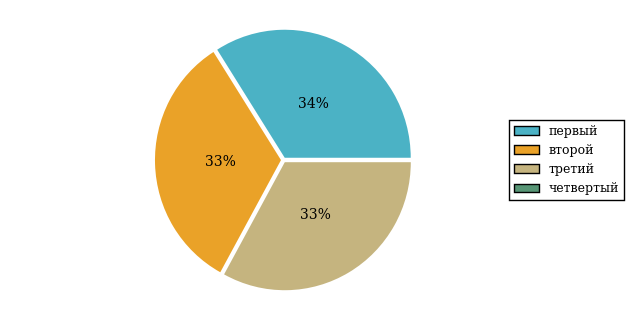 34%
33%
33%
первый
второй
третий
четвертый